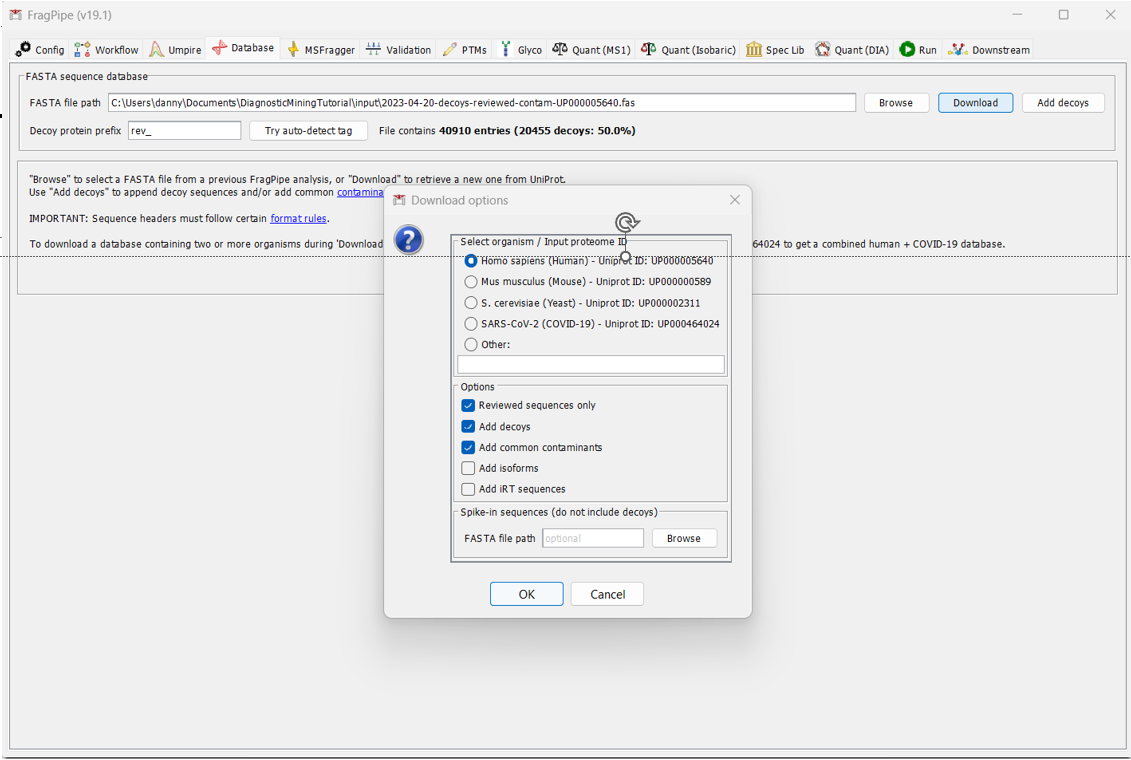 FragPipe (v19.1)
Config Workflow Umpire Database MSFragger Validation PTMs Glyco Quant (MS1) Quant (Isobaric) Spec Lib Quant (DIA) Run Downstream
FASTA sequence database
FASTA file path C:\Users\danny\Documents\DiagnosticMiningTutorial\input\2023-04-20-decoys-reviewed-contam-UP000005640.fas Browse Download Add decoys
Decoy protein prefix rev_ Try auto-detect tag File contains 40910 entries (20455 decoys: 50.0%)
"Browse" to select a FASTA file from a previous FragPipe analysis, or "Download" to retrieve a new one from UniProt.
Use "Add decoys" to append decoy sequences and/or add common contamina
IMPORTANT: Sequence headers must follow certain format rules.
To download a database containing two or more organisms during 'Download 64024 to get a combined human + COVID-19 database.
Download options
Select organism / Input proteome ID
Homo sapiens (Human) - Uniprot ID: UP000005640
Mus musculus (Mouse) - Uniprot ID: UP000000589
S. cerevisiae (Yeast) - Uniprot ID: UP000002311
SARS-CoV-2 (COVID-19) - Uniprot ID: UP000464024
Other:
Options
Reviewed sequences only
Add decoys
Add common contaminants
Add isoforms
Add iRT sequences
Spike-in sequences (do not include decoys)
FASTA file path optional Browse
OK Cancel